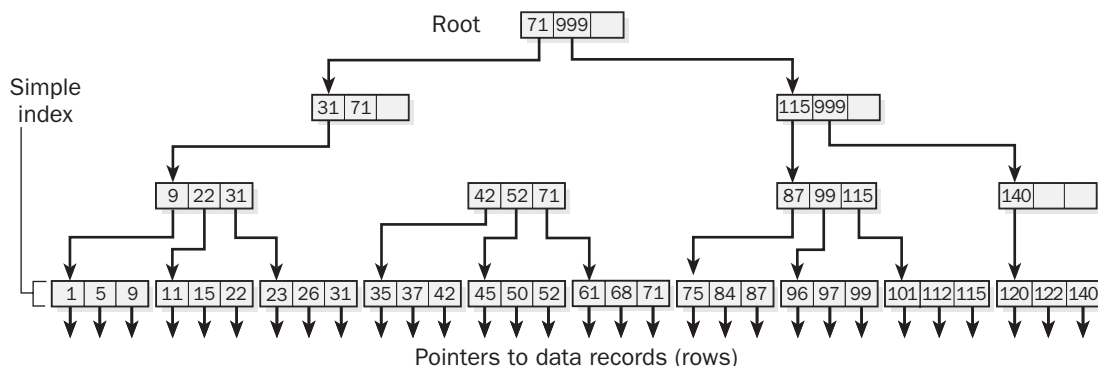 Root
71 999
Simple
index
31 71
115 999
9 22 31
42 52 71
87 99 115
140
1 5 9
11 15 22
23 26 31
35 37 42
45 50 52
61 68 71
75 84 87
96 97 99
101 112 115
120 122 140
Pointers to data records (rows)